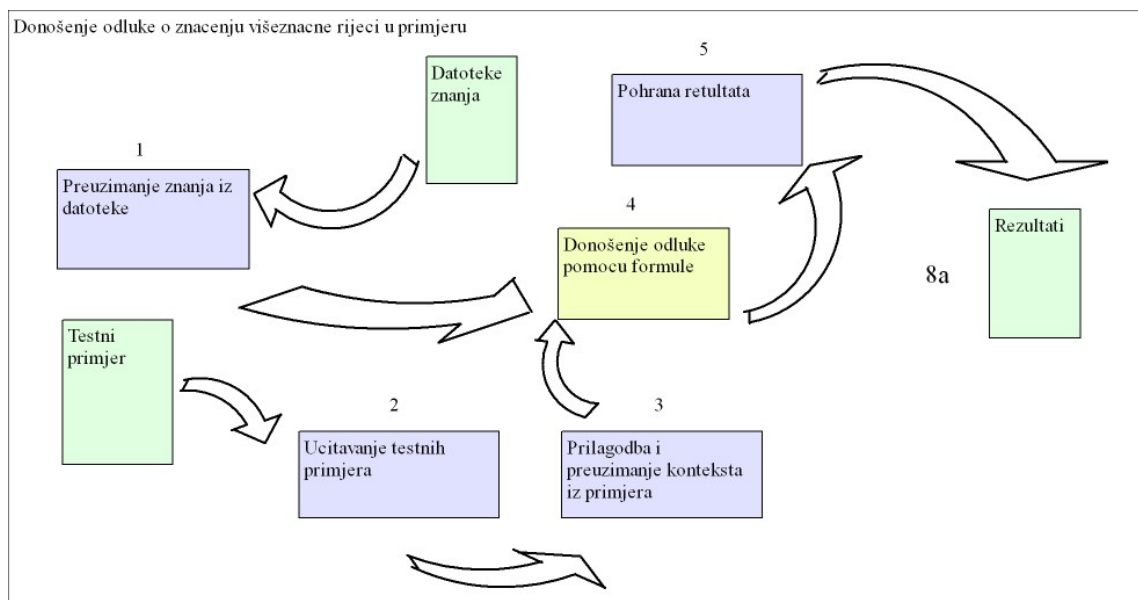 Donošenje odluke o znacenju višeznacne rijeci u primjeru
5
Datoteke
znanja
Pohrana retultata
1
Preuzimanje znanja iz
datoteke
4
Donošenje odluke
pomocu formule
Rezultati
8a
Testni
primjer
2
Ucitavanje testnih
primjera
3
Prilagodba i
preuzimanje konteksta
iz primjera